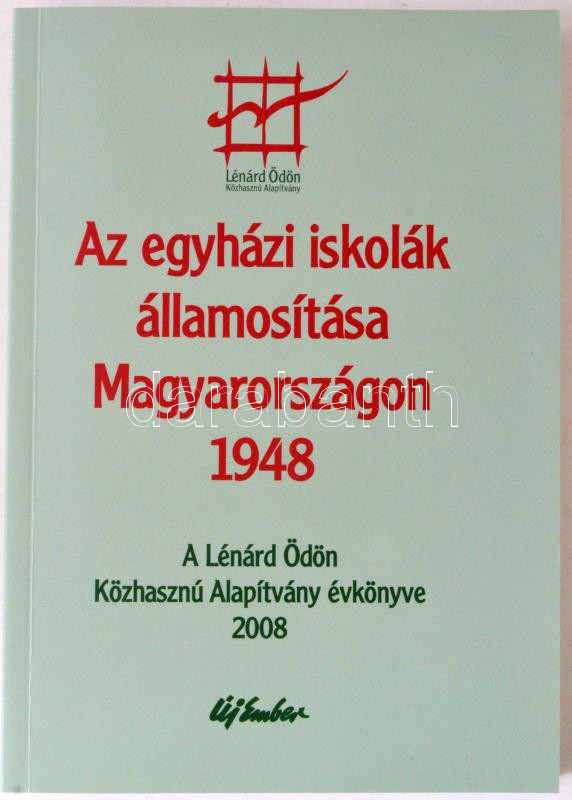 Lénárd Ödön
Közhasznú Alapítvány
Az egyházi iskolák
államosítása
Magyarországon
darabanth
1948
A Lénárd Ödön
Közhasznú Alapítvány évkönyve
2008
Új Ember